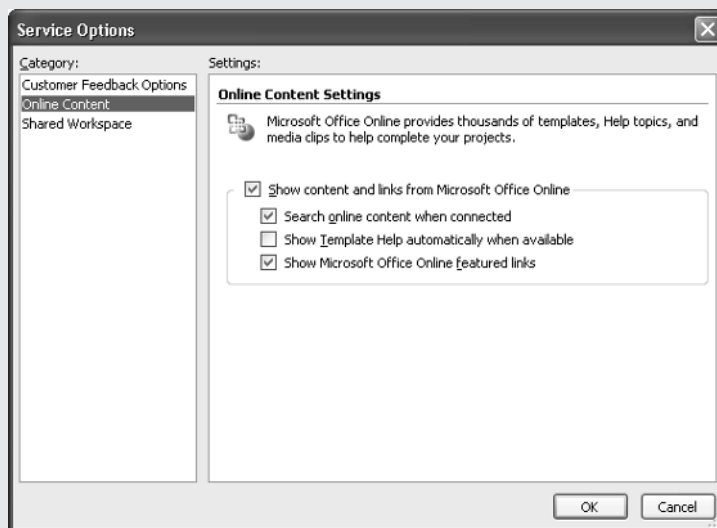 Service Options
Category:
Settings:
Customer Feedback Options
Online Content
Shared Workspace
Online Content Settings
Microsoft Office Online provides thousands of templates, Help topics, and
media clips to help complete your projects.
Show content and links from Microsoft Office Online
Search online content when connected
Show Template Help automatically when available
Show Microsoft Office Online featured links
OK
Cancel